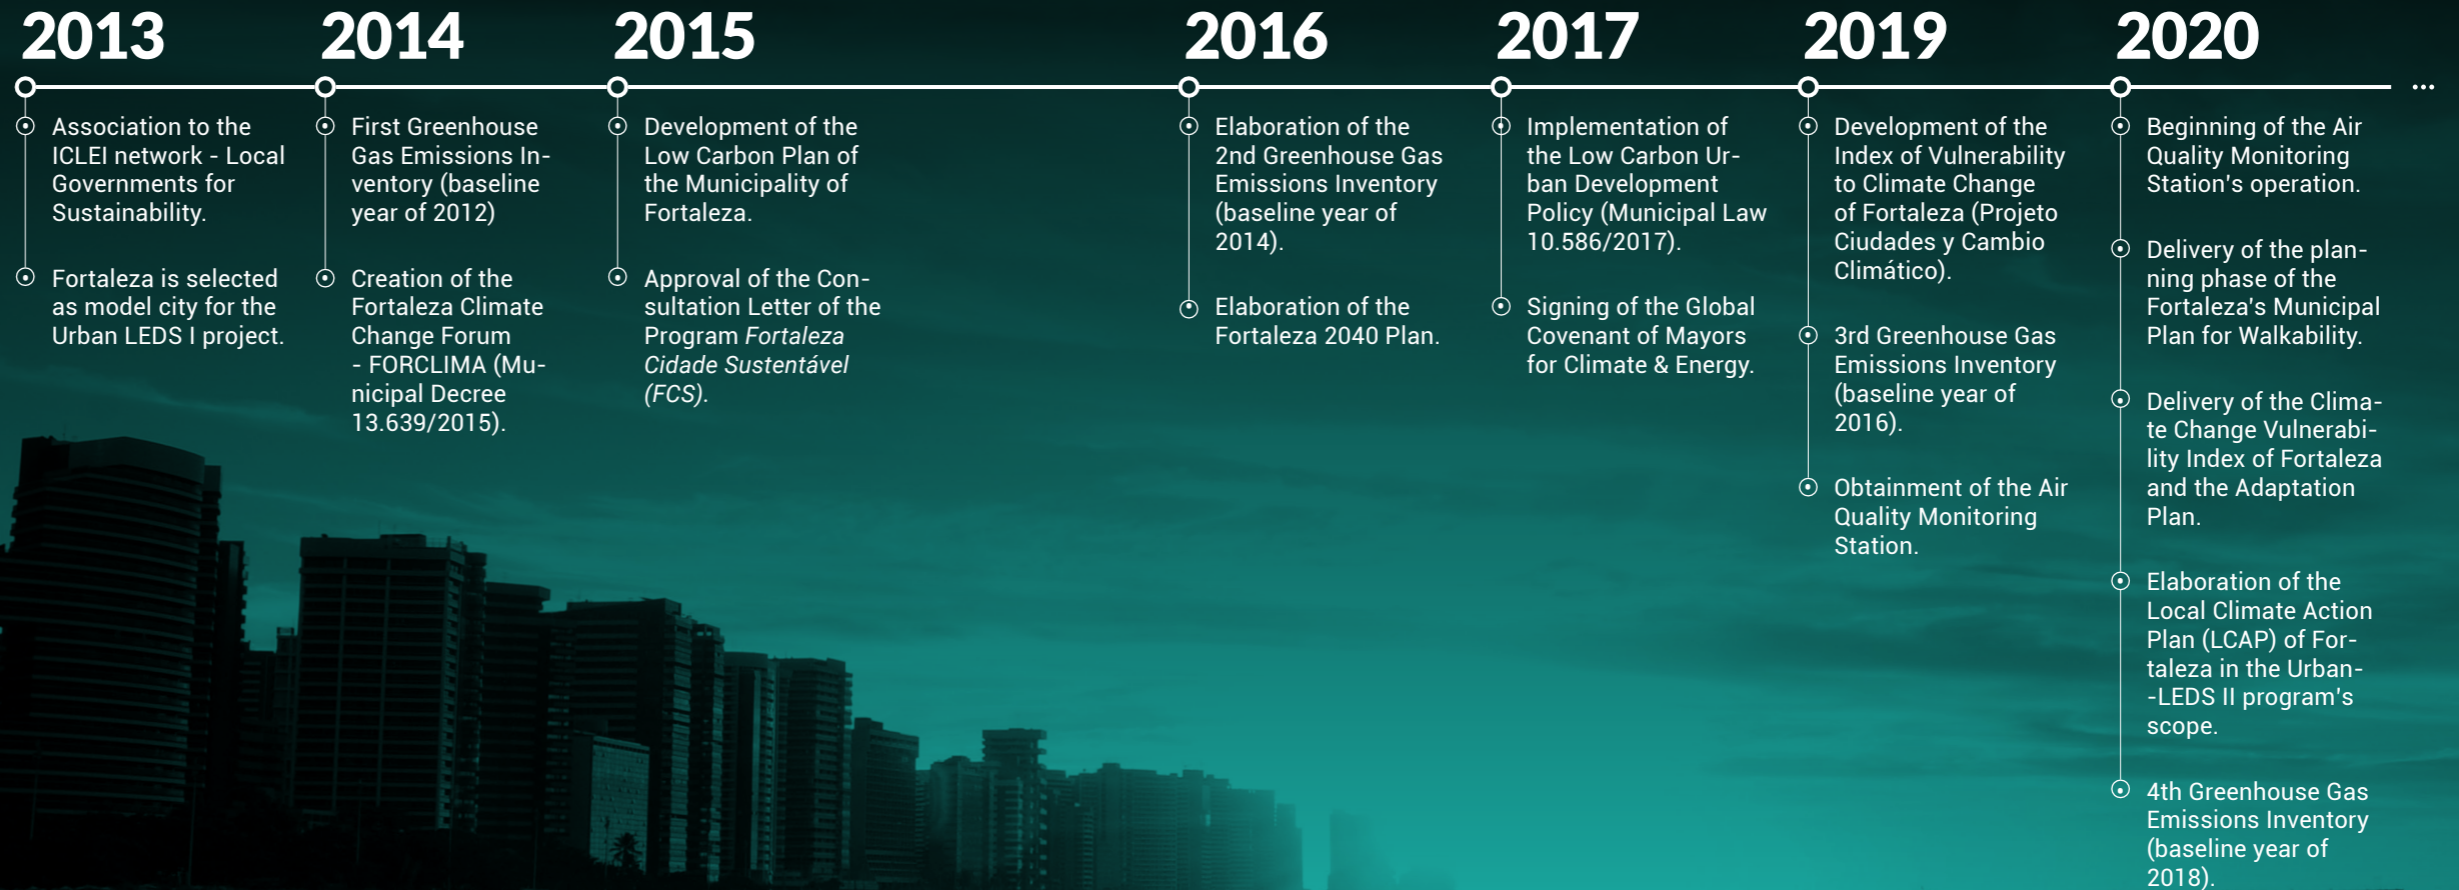 2013
Association to the
ICLEI network - Local
Governments for
Sustainability.
Fortaleza is selected
as model city for the
Urban LEDS I project.
2014
First Greenhouse
Gas Emissions In-
ventory (baseline
year of 2012)
Creation of the
Fortaleza Climate
Change Forum
- FORCLIMA (Mu-
nicipal Decree
13.639/2015).
2015
Development of the
Low Carbon Plan of
the Municipality of
Fortaleza.
Approval of the Con-
sultation Letter of the
Program Fortaleza
Cidade Sustentável
(FCS).
2016
Elaboration of the
2nd Greenhouse Gas
Emissions Inventory
(baseline year of
2014).
Elaboration of the
Fortaleza 2040 Plan.
2017
Implementation of
the Low Carbon Ur-
ban Development
Policy (Municipal Law
10.586/2017).
Signing of the Global
Covenant of Mayors
for Climate & Energy.
2019
Development of the
Index of Vulnerability
to Climate Change
of Fortaleza (Projeto
Ciudades y Cambio
Climático).
3rd Greenhouse Gas
Emissions Inventory
(baseline year of
2016).
Obtainment of the Air
Quality Monitoring
Station.
2020
Beginning of the Air
Quality Monitoring
Station's operation.
Delivery of the plan-
ning phase of the
Fortaleza's Municipal
Plan for Walkability.
Delivery of the Clima-
te Change Vulnerabi-
lity Index of Fortaleza
and the Adaptation
Plan.
Elaboration of the
Local Climate Action
Plan (LCAP) of For-
taleza in the Urban-
-LEDS II program's
scope.
4th Greenhouse Gas
Emissions Inventory
(baseline year of
2018).
...